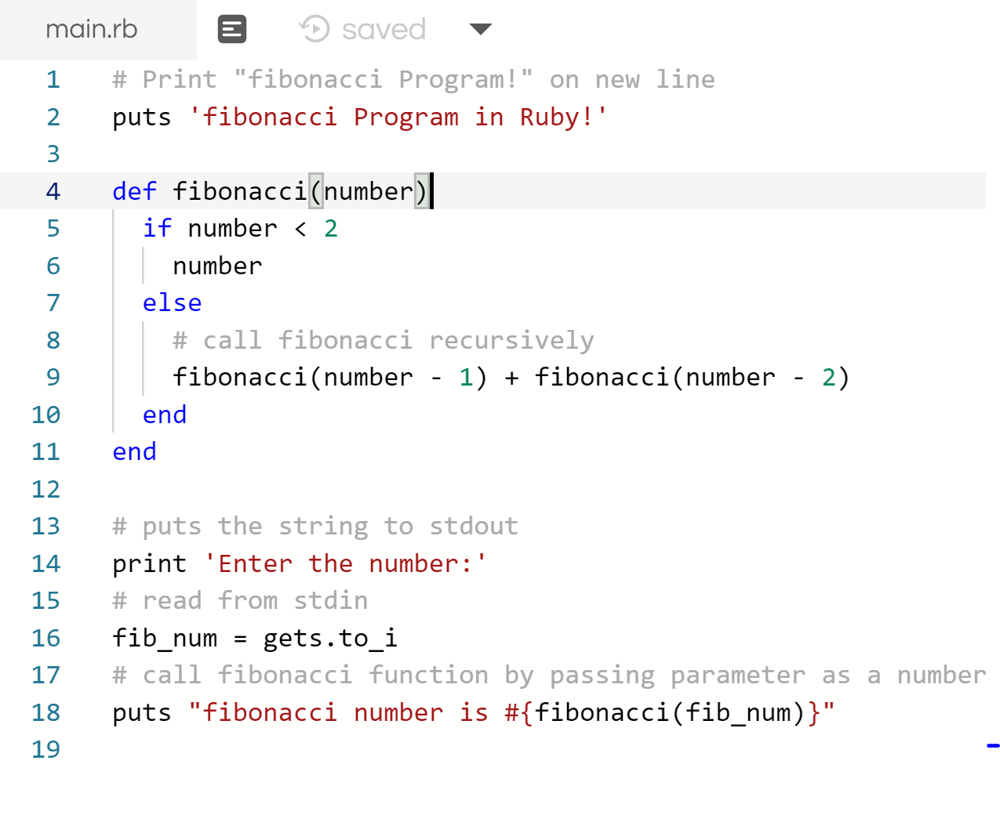 main.rb saved
1 # Print "fibonacci Program!" on new line
2 puts 'fibonacci Program in Ruby!'
3
4 def fibonacci(number)
5   if number < 2
6     number
7   else
8     # call fibonacci recursively
9     fibonacci(number - 1) + fibonacci(number - 2)
10   end
11 end
12
13 # puts the string to stdout
14 print 'Enter the number:'
15 # read from stdin
16 fib_num = gets.to_i
17 # call fibonacci function by passing parameter as a number
18 puts "fibonacci number is #{fibonacci(fib_num)}"
19